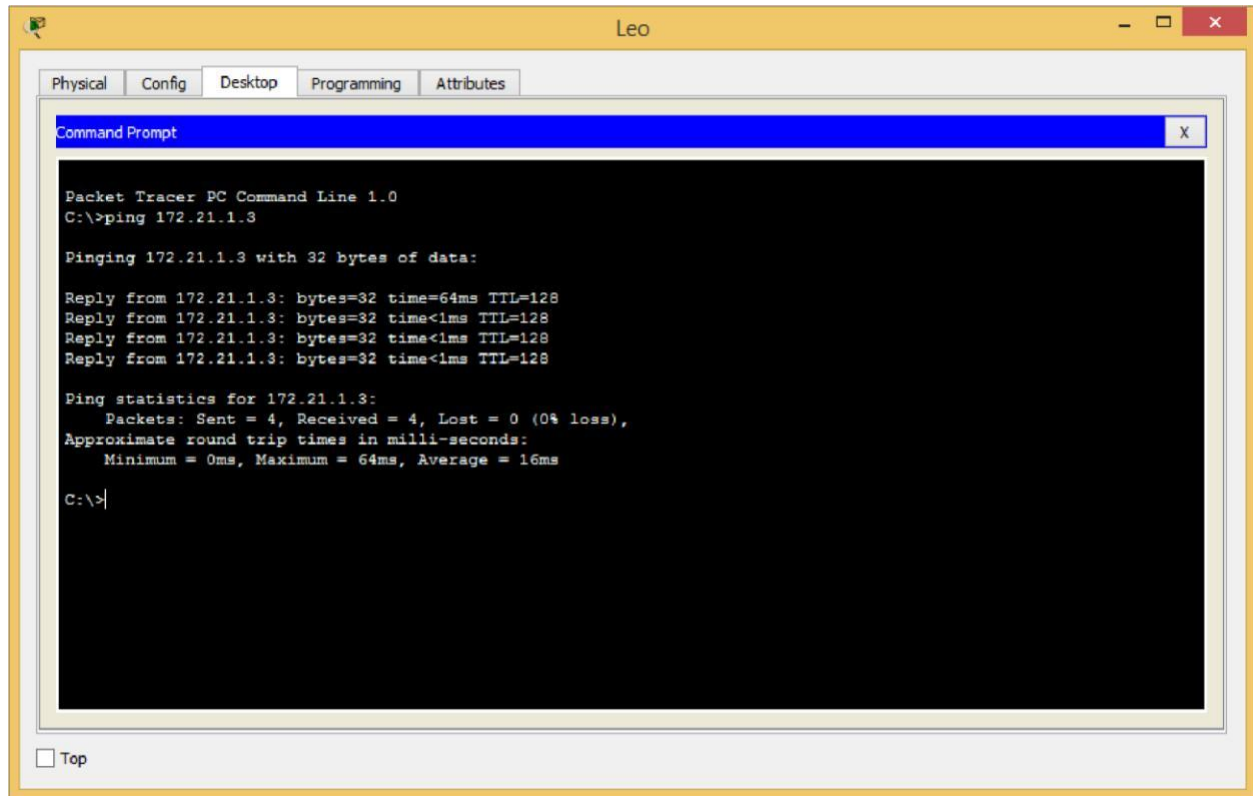 Leo
Physical Config Desktop Programming Attributes
Command Prompt
X
Packet Tracer PC Command Line 1.0
C:\>ping 172.21.1.3
Pinging 172.21.1.3 with 32 bytes of data:
Reply from 172.21.1.3: bytes=32 time=64ms TTL=128
Reply from 172.21.1.3: bytes=32 time<1ms TTL=128
Reply from 172.21.1.3: bytes=32 time<1ms TTL=128
Reply from 172.21.1.3: bytes=32 time<1ms TTL=128
Ping statistics for 172.21.1.3:
Packets: Sent = 4, Received = 4, Lost = 0 (0% loss),
Approximate round trip times in milli-seconds:
Minimum = 0ms, Maximum = 64ms, Average = 16ms
C:\>
Top